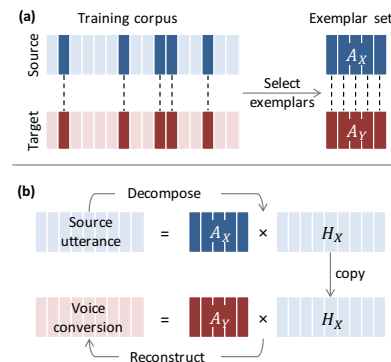 (a)
Training corpus
Exemplar set
Source
A_X
Select
exemplars
Target
A_Y
(b)
Decompose
Source
utterance
=
A_X
×
H_X
copy
Voice
conversion
=
A_Y
×
H_X
Reconstruct